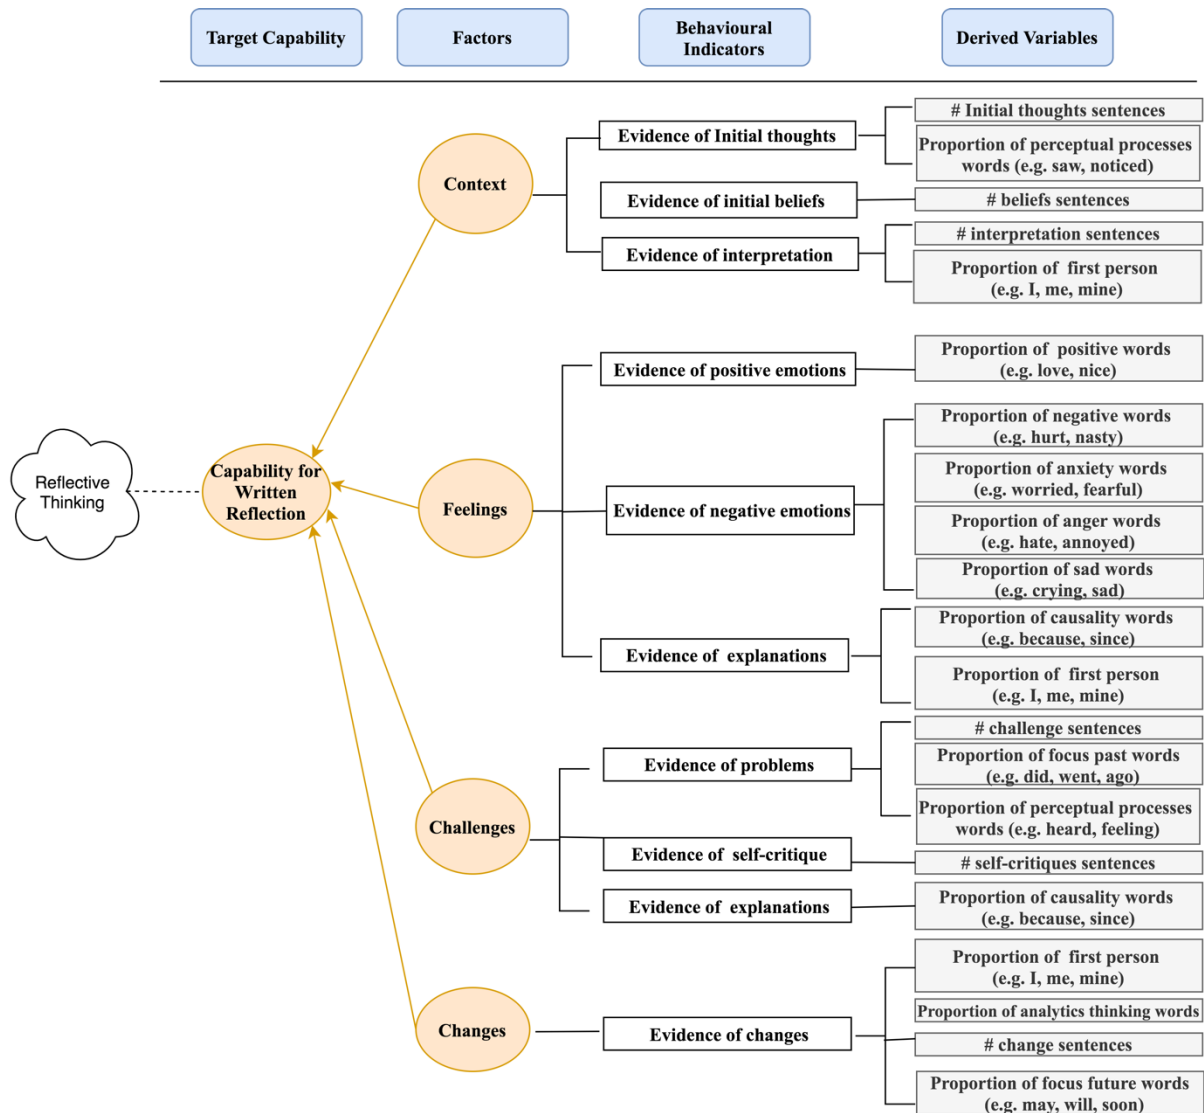 Target Capability
Factors
Behavioural
Indicators
Derived Variables
Reflective
Thinking
Capability for
Written
Reflection
Context
Evidence of Initial thoughts
# Initial thoughts sentences
Proportion of perceptual processes
words (e.g. saw, noticed)
Evidence of initial beliefs
# beliefs sentences
Evidence of interpretation
# interpretation sentences
Proportion of first person
(e.g. I, me, mine)
Feelings
Evidence of positive emotions
Proportion of positive words
(e.g. love, nice)
Evidence of negative emotions
Proportion of negative words
(e.g. hurt, nasty)
Proportion of anxiety words
(e.g. worried, fearful)
Proportion of anger words
(e.g. hate, annoyed)
Proportion of sad words
(e.g. crying, sad)
Evidence of explanations
Proportion of causality words
(e.g. because, since)
Proportion of first person
(e.g. I, me, mine)
Challenges
Evidence of problems
# challenge sentences
Proportion of focus past words
(e.g. did, went, ago)
Proportion of perceptual processes
words (e.g. heard, feeling)
Evidence of self-critique
# self-critiques sentences
Evidence of explanations
Proportion of causality words
(e.g. because, since)
Changes
Evidence of changes
Proportion of first person
(e.g. I, me, mine)
Proportion of analytics thinking words
# change sentences
Proportion of focus future words
(e.g. may, will, soon)